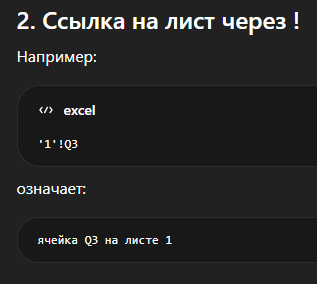 2. Ссылка на лист через !
Например:
</> excel
'1'!Q3
означает:
ячейка Q3 на листе 1